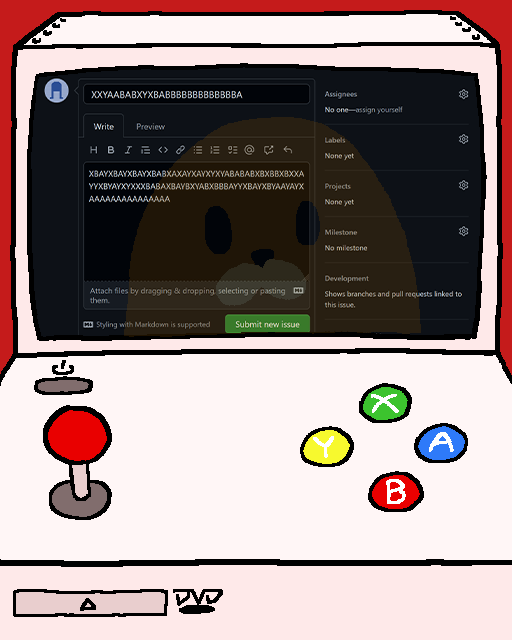 XXYAABABXYXBABBBBBBBBBBBBBA
Assignees
No one—assign yourself
Write Preview
Labels
None yet
XBAYXBAYXBAYXBABXAXAYXAYXYXYABABABXBXBBXBXXA
YYXBYAYXYXXXBABAXBAYBXYABXBBBAYYXBAYXBYAAYAYX
AAAAAAAAAAAAAAAA
Projects
None yet
Milestone
No milestone
Development
Shows branches and pull requests linked to
this issue.
Attach files by dragging & dropping, selecting or pasting
them.
Styling with Markdown is supported
Submit new issue
X
Y
A
B
DVD